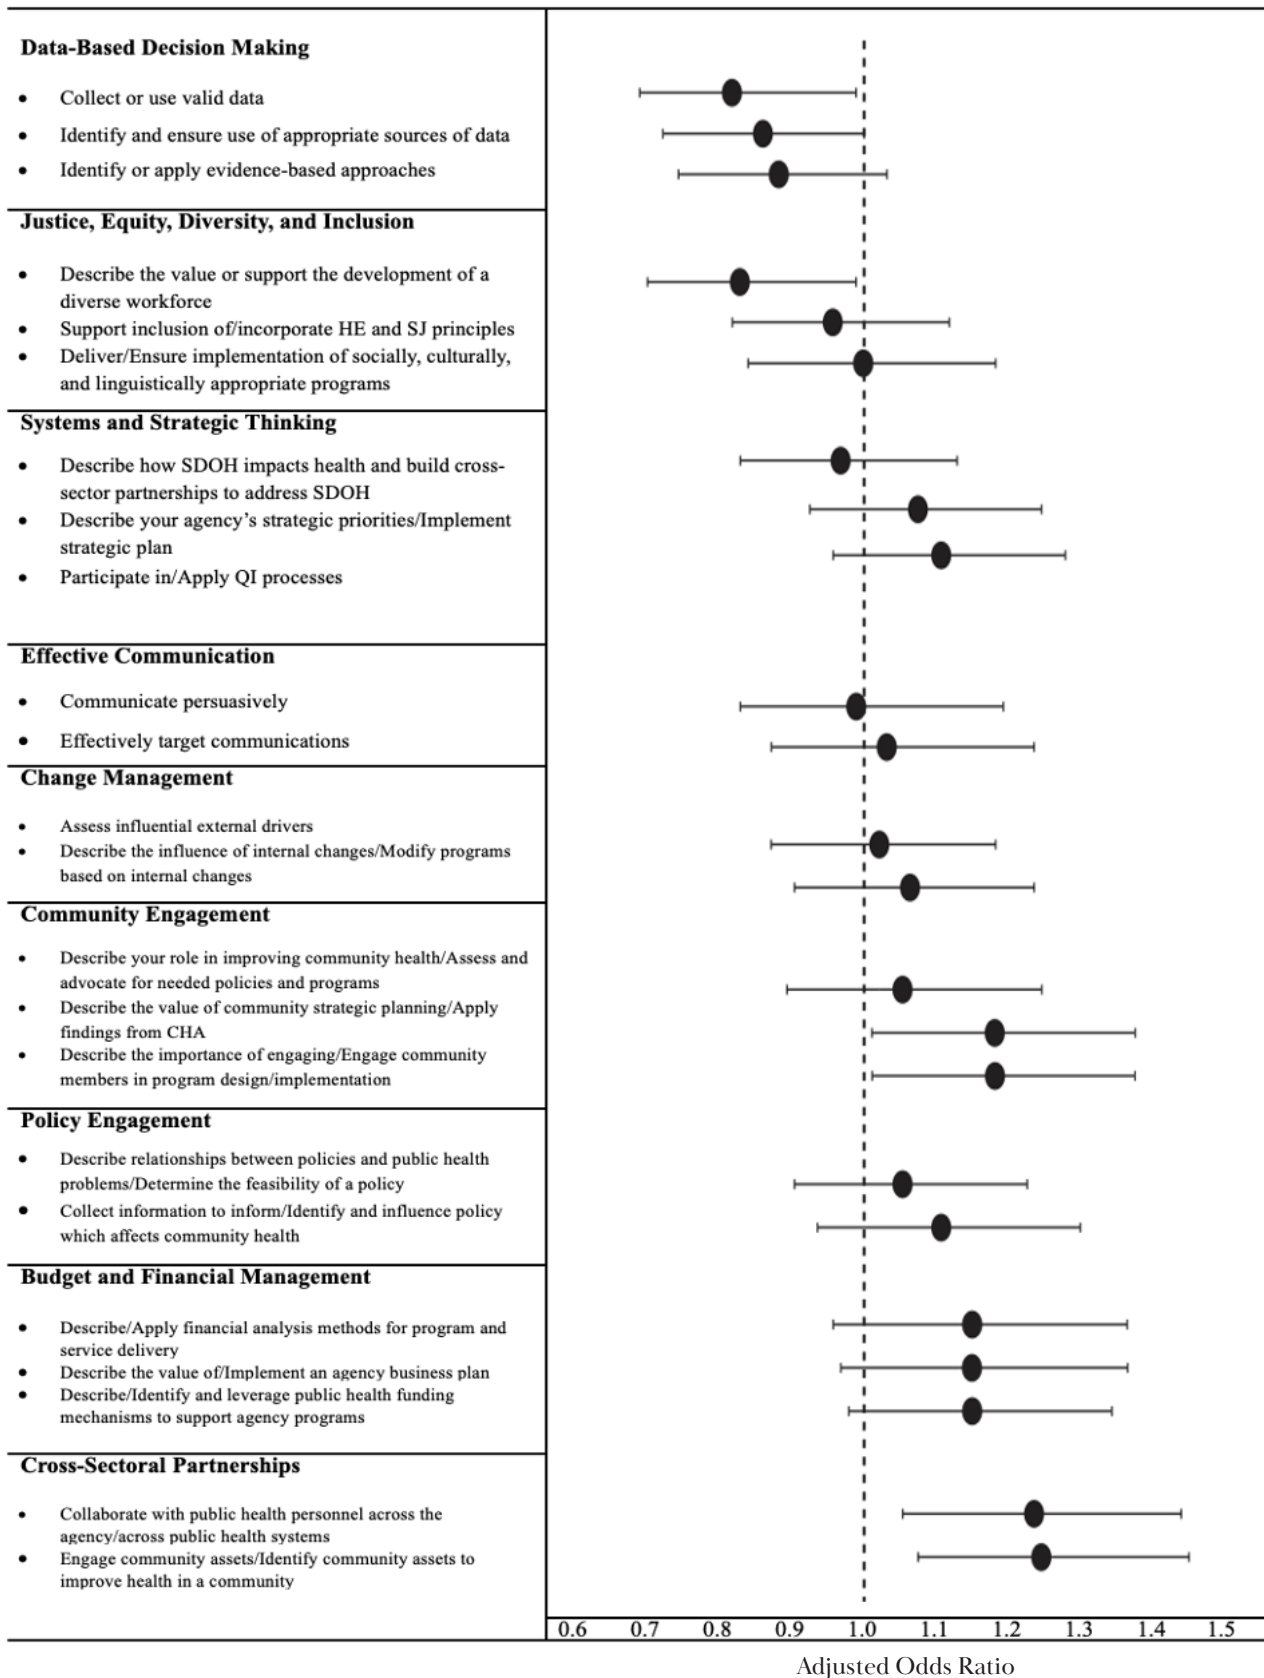 Data-Based Decision Making
• Collect or use valid data
• Identify and ensure use of appropriate sources of data
• Identify or apply evidence-based approaches
Justice, Equity, Diversity, and Inclusion
• Describe the value or support the development of a
diverse workforce
• Support inclusion of/incorporate HE and SJ principles
• Deliver/Ensure implementation of socially, culturally,
and linguistically appropriate programs
Systems and Strategic Thinking
• Describe how SDOH impacts health and build cross-
sector partnerships to address SDOH
• Describe your agency’s strategic priorities/Implement
strategic plan
• Participate in/Apply QI processes
Effective Communication
• Communicate persuasively
• Effectively target communications
Change Management
• Assess influential external drivers
• Describe the influence of internal changes/Modify programs
based on internal changes
Community Engagement
• Describe your role in improving community health/Assess and
advocate for needed policies and programs
• Describe the value of community strategic planning/Apply
findings from CHA
• Describe the importance of engaging/Engage community
members in program design/implementation
Policy Engagement
• Describe relationships between policies and public health
problems/Determine the feasibility of a policy
• Collect information to inform/Identify and influence policy
which affects community health
Budget and Financial Management
• Describe/Apply financial analysis methods for program and
service delivery
• Describe the value of/Implement an agency business plan
• Describe/Identify and leverage public health funding
mechanisms to support agency programs
Cross-Sectoral Partnerships
• Collaborate with public health personnel across the
agency/across public health systems
• Engage community assets/Identify community assets to
improve health in a community
0.6 0.7 0.8 0.9 1.0 1.1 1.2 1.3 1.4 1.5
Adjusted Odds Ratio